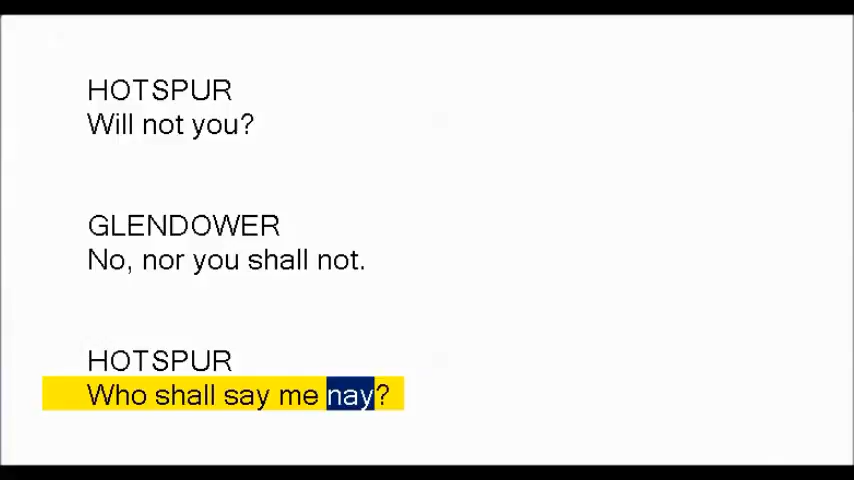 HOTSPUR
Will not you?
GLENDOWER
No, nor you shall not.
HOTSPUR
Who shall say me nay?